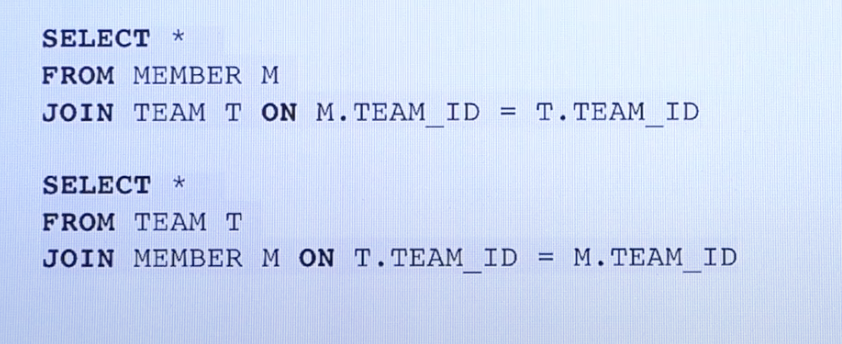 SELECT *
FROM MEMBER M
JOIN TEAM T ON M.TEAM_ID = T.TEAM_ID
SELECT *
FROM TEAM T
JOIN MEMBER M ON T.TEAM_ID = M.TEAM_ID